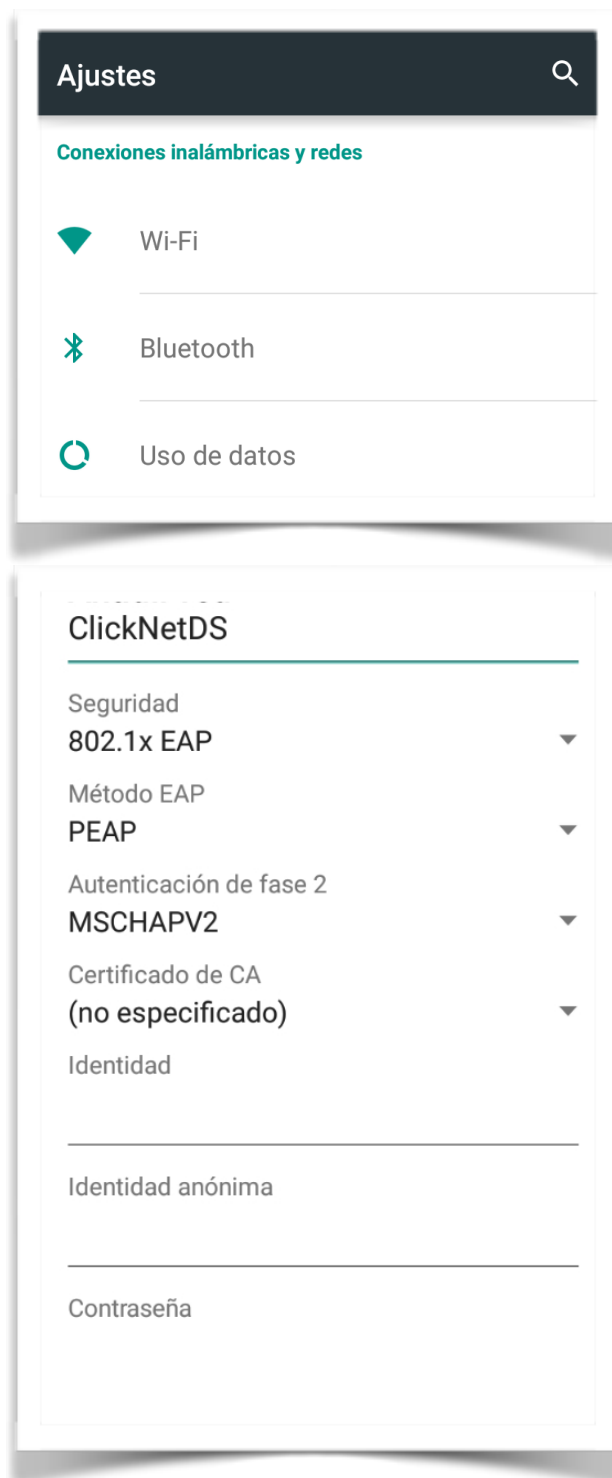 Ajustes
Conexiones inalámbricas y redes
Wi-Fi
Bluetooth
Uso de datos
ClickNetDS
Seguridad
802.1x EAP
Método EAP
PEAP
Autenticación de fase 2
MSCHAPV2
Certificado de CA
(no especificado)
Identidad
Identidad anónima
Contraseña